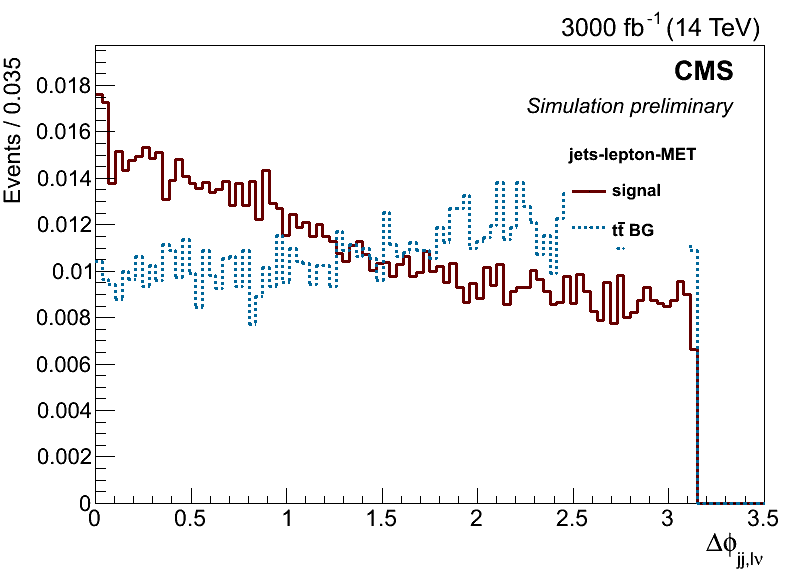 3000 fb⁻¹ (14 TeV)
CMS
Simulation preliminary
jets-lepton-MET
signal
tt̄ BG
Events / 0.035
0.018
0.016
0.014
0.012
0.01
0.008
0.006
0.004
0.002
0
0 0.5 1 1.5 2 2.5 3 3.5
Δϕjj,lν